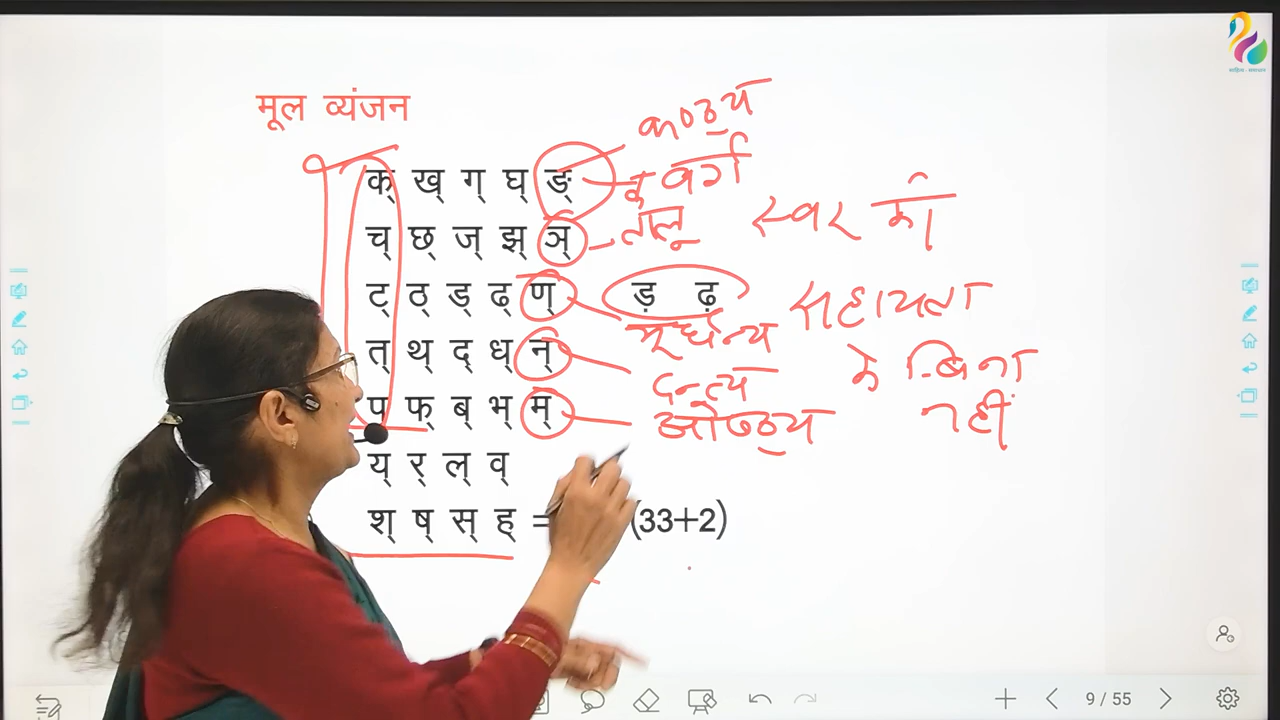 मूल व्यंजन
कण्ठ्य
क् ख् ग् घ् ङ् क वर्ग
च् छ् ज् झ् ञ् तालु स्वर की
ट् ठ् ड् ढ् ण् ड़ ढ़ सहायता
मूर्धन्य
त् थ् द् ध् न् के बिना
दन्त्य
प् फ् ब् भ् म् ओष्ठ्य नहीं
य् र् ल् व्
श् ष् स् ह् = (33+2)
9 / 55